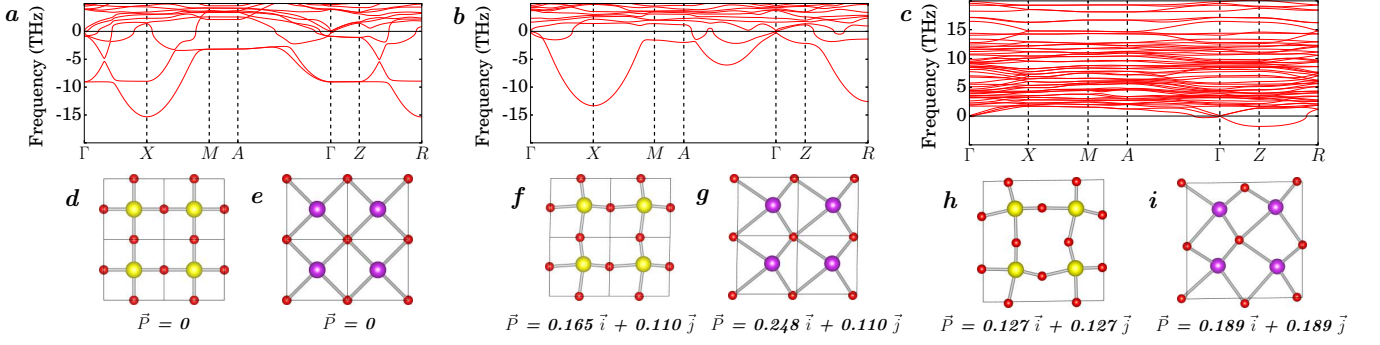 a
Frequency (THz)
0
-5
-10
-15
Γ X M A Γ Z R
b
Frequency (THz)
0
-5
-10
-15
Γ X M A Γ Z R
c
Frequency (THz)
15
10
5
0
Γ X M A Γ Z R
d
e
f
g
h
i
P⃗ = 0
P⃗ = 0
P⃗ = 0.165 i⃗ + 0.110 j⃗
P⃗ = 0.248 i⃗ + 0.110 j⃗
P⃗ = 0.127 i⃗ + 0.127 j⃗
P⃗ = 0.189 i⃗ + 0.189 j⃗